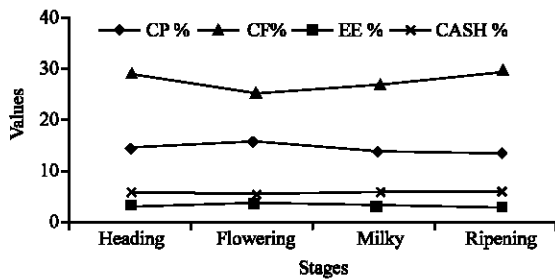 40
CP % CF% EE % CASH %
30
20
10
0
Values
Heading Flowering Milky Ripening
Stages